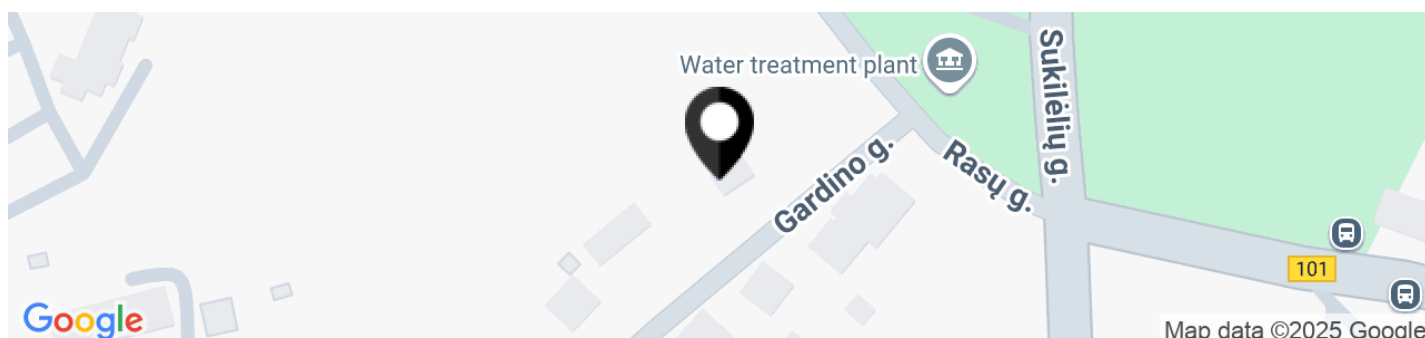 Water treatment plant
Sukilėlių g.
Gardino g.
Rasų g.
101
Google
Map data ©2025 Google